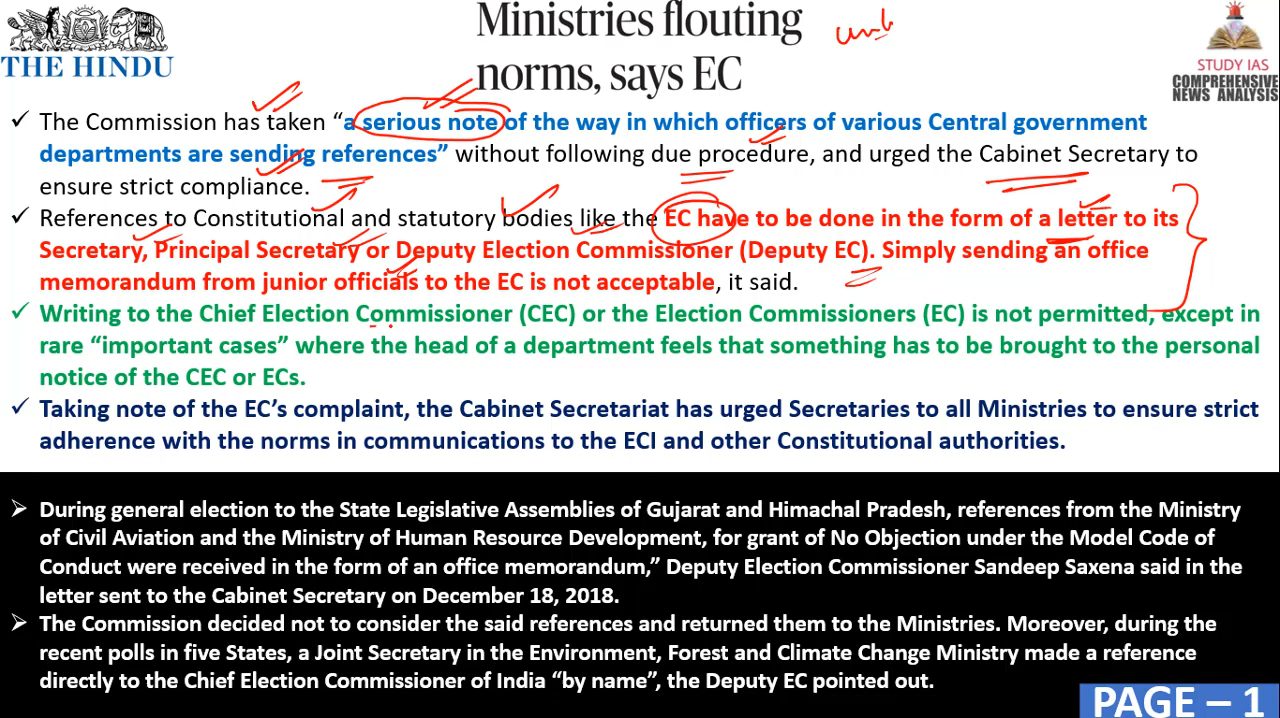 Ministries flouting
norms, says EC
THE HINDU
STUDY IAS
COMPREHENSIVE
NEWS ANALYSIS
✓ The Commission has taken “a serious note of the way in which officers of various Central government
departments are sending references” without following due procedure, and urged the Cabinet Secretary to
ensure strict compliance.
✓ References to Constitutional and statutory bodies like the EC have to be done in the form of a letter to its
Secretary, Principal Secretary or Deputy Election Commissioner (Deputy EC). Simply sending an office
memorandum from junior officials to the EC is not acceptable, it said.
✓ Writing to the Chief Election Commissioner (CEC) or the Election Commissioners (EC) is not permitted, except in
rare “important cases” where the head of a department feels that something has to be brought to the personal
notice of the CEC or ECs.
✓ Taking note of the EC’s complaint, the Cabinet Secretariat has urged Secretaries to all Ministries to ensure strict
adherence with the norms in communications to the ECI and other Constitutional authorities.
➢ During general election to the State Legislative Assemblies of Gujarat and Himachal Pradesh, references from the Ministry
of Civil Aviation and the Ministry of Human Resource Development, for grant of No Objection under the Model Code of
Conduct were received in the form of an office memorandum,” Deputy Election Commissioner Sandeep Saxena said in the
letter sent to the Cabinet Secretary on December 18, 2018.
➢ The Commission decided not to consider the said references and returned them to the Ministries. Moreover, during the
recent polls in five States, a Joint Secretary in the Environment, Forest and Climate Change Ministry made a reference
directly to the Chief Election Commissioner of India “by name”, the Deputy EC pointed out.
PAGE – 1